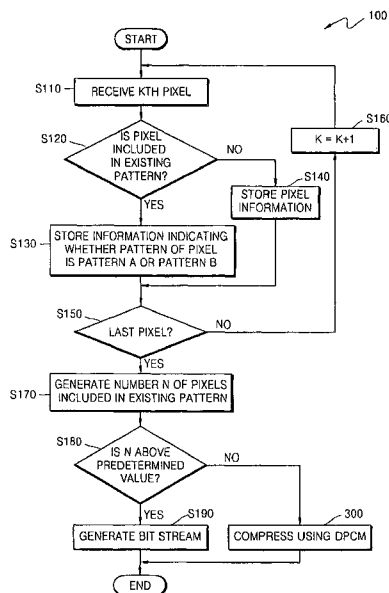 100
START
S110
RECEIVE KTH PIXEL
S160
K = K+1
S120
IS PIXEL
INCLUDED
IN EXISTING
PATTERN?
NO
S140
STORE PIXEL
INFORMATION
YES
S130
STORE INFORMATION INDICATING
WHETHER PATTERN OF PIXEL
IS PATTERN A OR PATTERN B
S150
LAST PIXEL?
NO
YES
S170
GENERATE NUMBER N OF PIXELS
INCLUDED IN EXISTING PATTERN
S180
IS N ABOVE
PREDETERMINED
VALUE?
NO
YES
S190
300
GENERATE BIT STREAM
COMPRESS USING DPCM
END